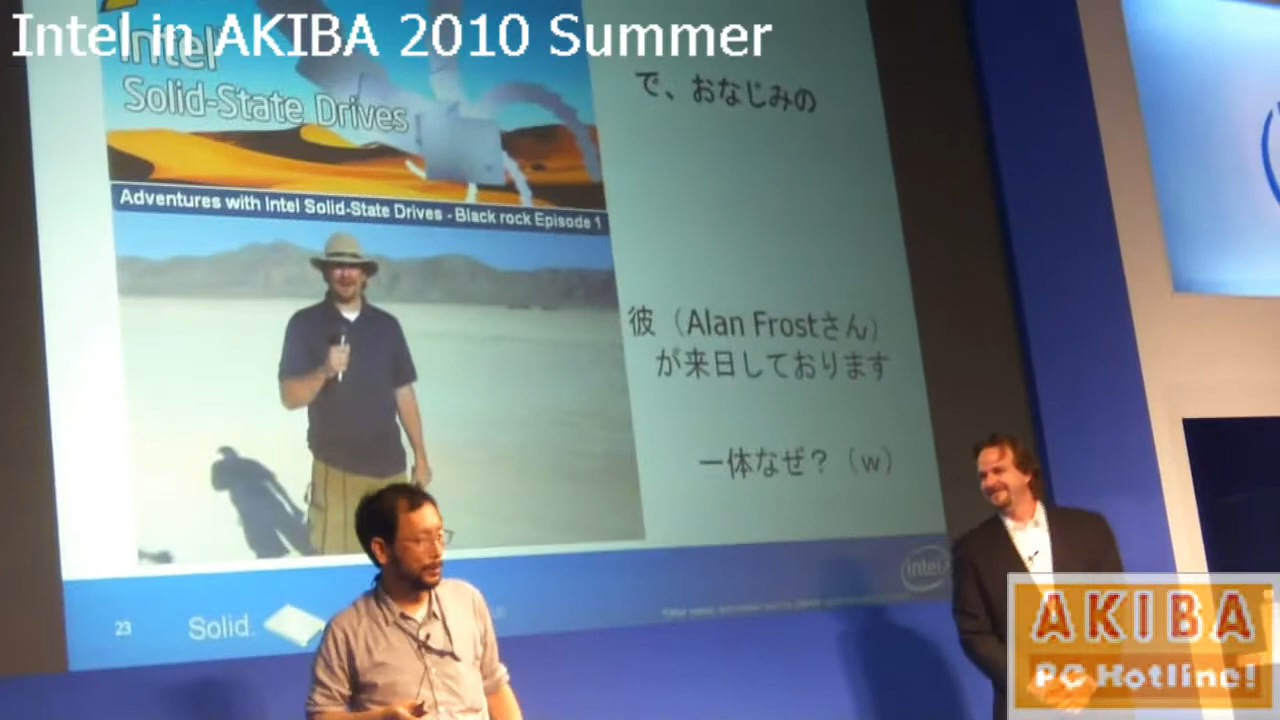 Intel in AKIBA 2010 Summer
Intel
Solid-State Drives
で、おなじみの
Adventures with Intel Solid-State Drives - Black rock Episode 1
彼（Alan Frostさん）
が来日しております
一体なぜ？（w）
intel
23
Solid
AKIBA
PC Hotline!